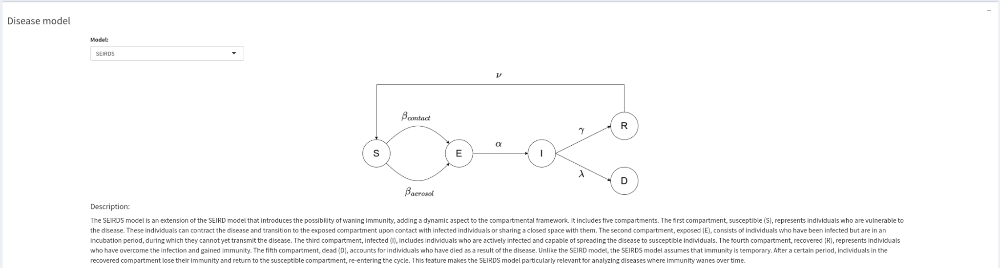 Disease model
Model:
SEIRDS
ν
β contact
γ
R
α
S
E
I
λ
D
β aerosol
Description:
The SEIRDS model is an extension of the SEIRD model that introduces the possibility of waning immunity, adding a dynamic aspect to the compartmental framework. It includes five compartments. The first compartment, susceptible (S), represents individuals who are vulnerable to
the disease. These individuals can contract the disease and transition to the exposed compartment upon contact with infected individuals or sharing a closed space with them. The second compartment, exposed (E), consists of individuals who have been infected but are in an
incubation period, during which they cannot yet transmit the disease. The third compartment, infected (I), includes individuals who are actively infected and capable of spreading the disease to susceptible individuals. The fourth compartment, recovered (R), represents individuals
who have overcome the infection and gained immunity. The fifth compartment, dead (D), accounts for individuals who have died as a result of the disease. Unlike the SEIRD model, the SEIRDS model assumes that immunity is temporary. After a certain period, individuals in the
recovered compartment lose their immunity and return to the susceptible compartment, re-entering the cycle. This feature makes the SEIRDS model particularly relevant for analyzing diseases where immunity wanes over time.